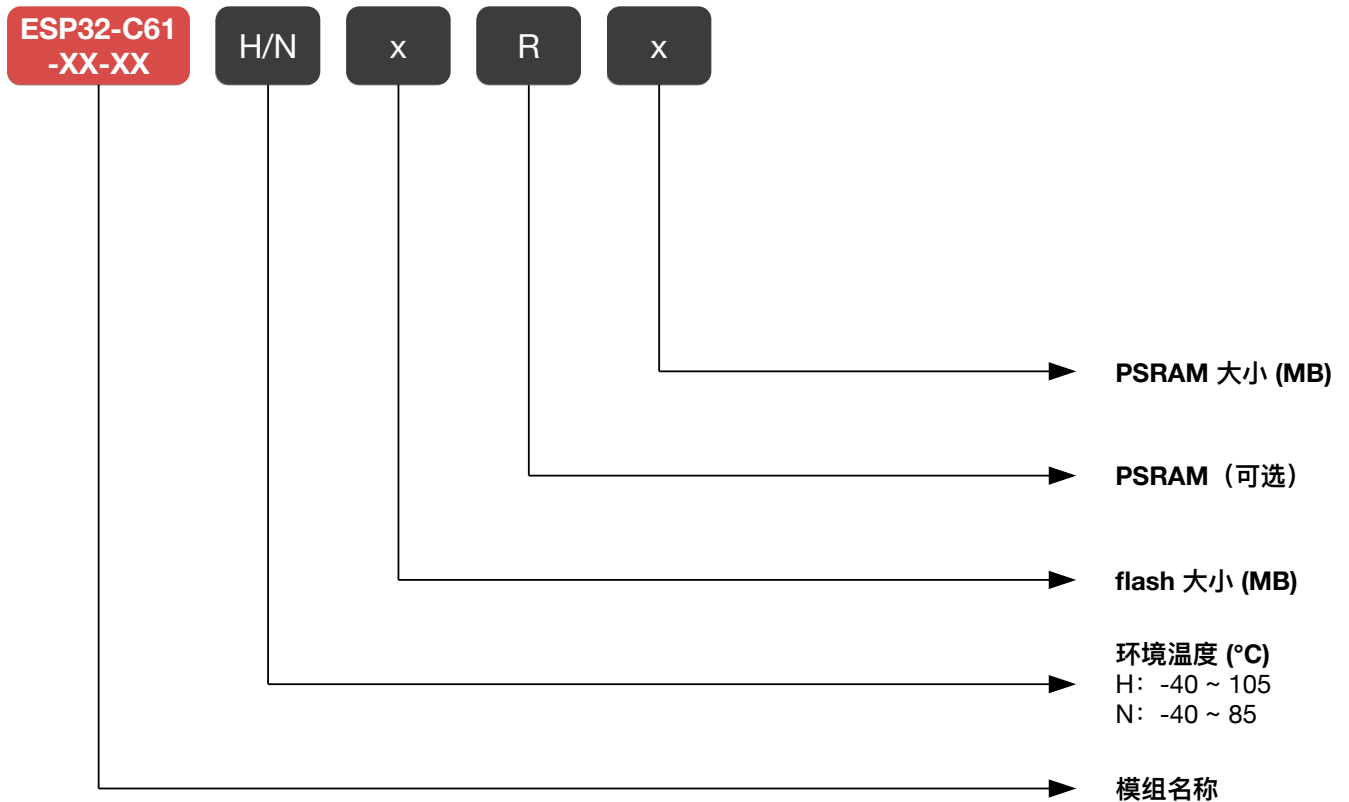 ESP32-C61
-XX-XX
H/N
x
R
x
PSRAM 大小 (MB)
PSRAM（可选）
flash 大小 (MB)
环境温度 (°C)
H：-40 ~ 105
N：-40 ~ 85
模组名称